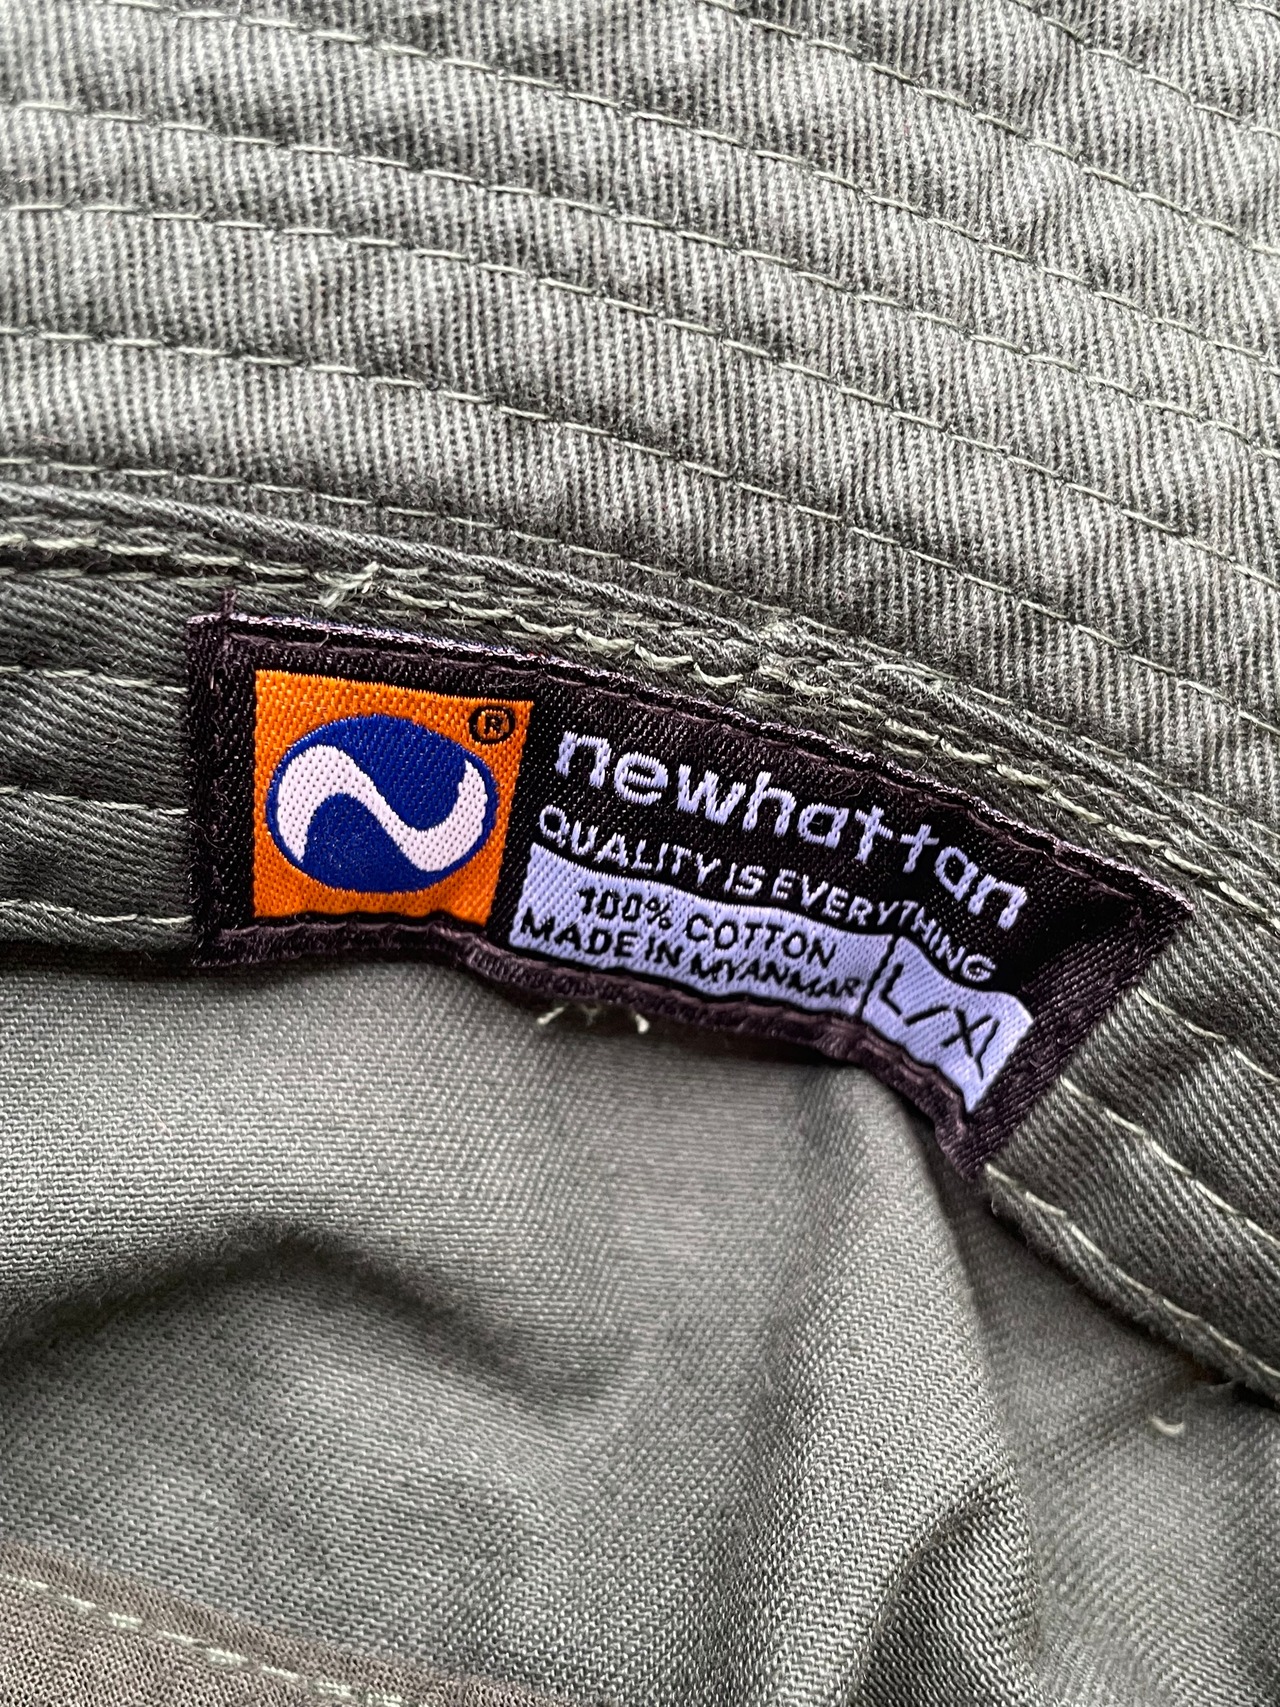 ®
newhattan
QUALITY IS EVERYTHING
100% COTTON
MADE IN MYANMAR
L/XL